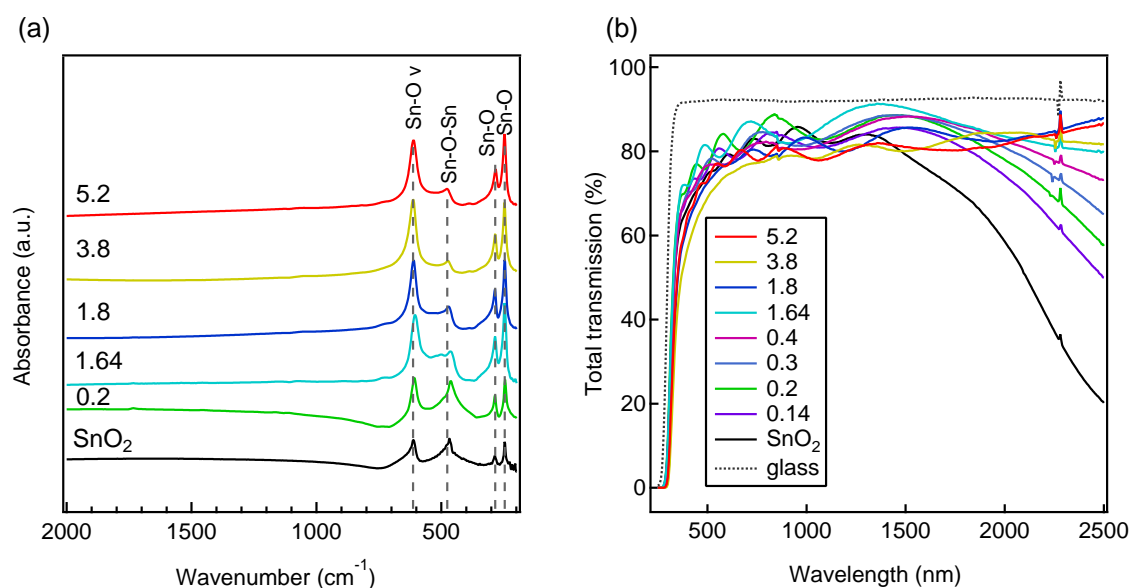 (a)
Absorbance (a.u.)
Sn-O ν
Sn-O-Sn
Sn-O
Sn-O
5.2
3.8
1.8
1.64
0.2
SnO₂
2000 1500 1000 500
Wavenumber (cm⁻¹)
(b)
Total transmission (%)
100
80
60
40
20
0
5.2
3.8
1.8
1.64
0.4
0.3
0.2
0.14
SnO₂
glass
500 1000 1500 2000 2500
Wavelength (nm)